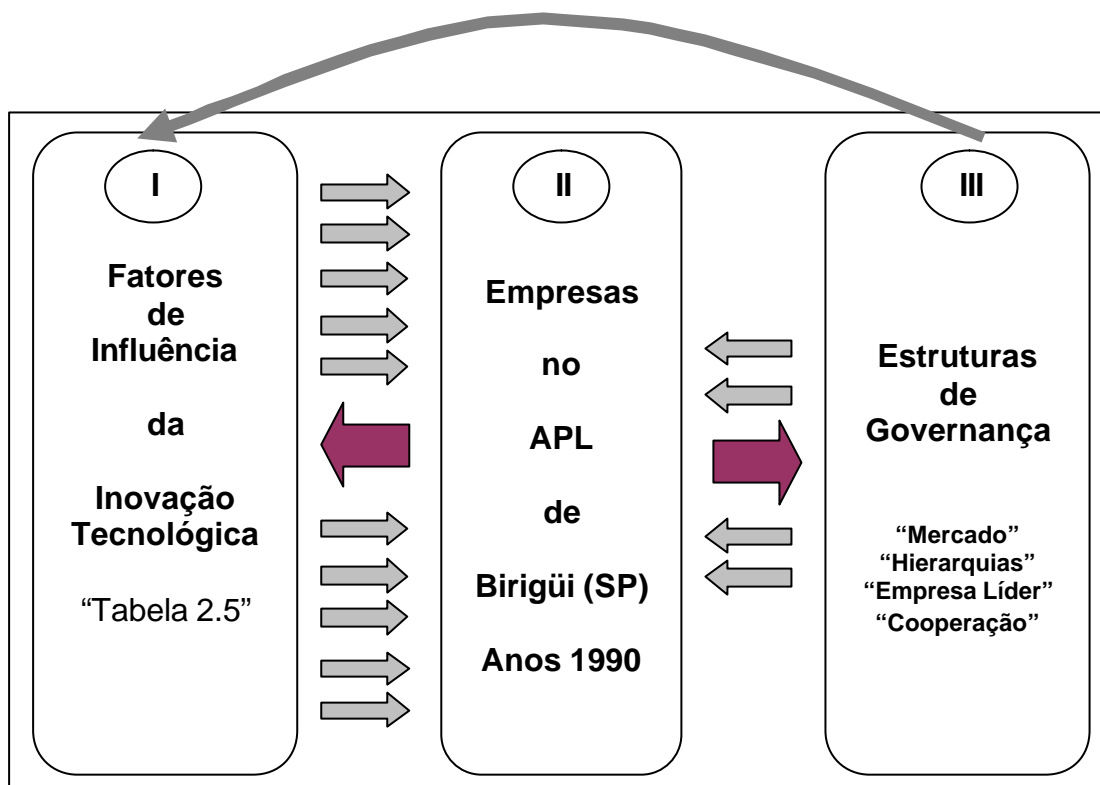 I
Fatores
de
Influência
da
Inovação
Tecnológica
“Tabela 2.5”
II
Empresas
no
APL
de
Birigüi (SP)
Anos 1990
III
Estruturas
de
Governança
“Mercado”
“Hierarquias”
“Empresa Líder”
“Cooperação”